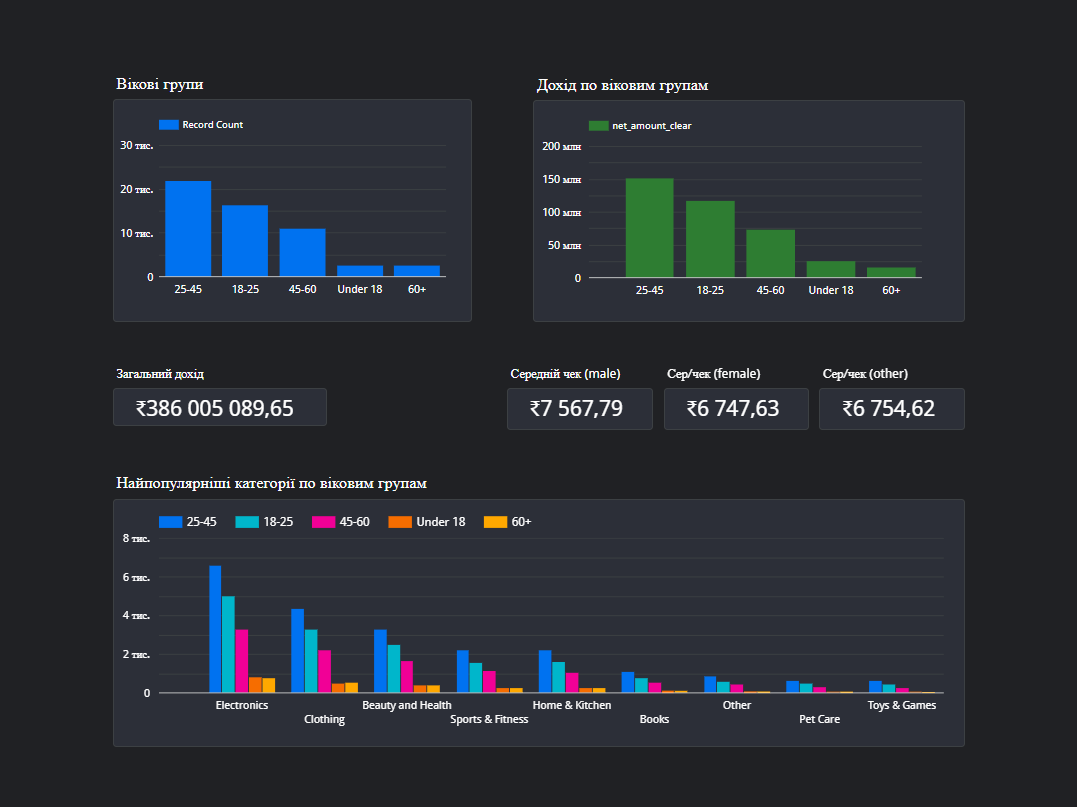 Вікові групи
Record Count
30 тис.
20 тис.
10 тис.
0
25-45 18-25 45-60 Under 18 60+
Дохід по віковим групам
net_amount_clear
200 млн
150 млн
100 млн
50 млн
0
25-45 18-25 45-60 Under 18 60+
Загальний дохід
₹386 005 089,65
Середній чек (male)
₹7 567,79
Сер/чек (female)
₹6 747,63
Сер/чек (other)
₹6 754,62
Найпопулярніші категорії по віковим групам
25-45 18-25 45-60 Under 18 60+
8 тис.
6 тис.
4 тис.
2 тис.
0
Electronics Beauty and Health Home & Kitchen Other Toys & Games
Clothing Sports & Fitness Books Pet Care